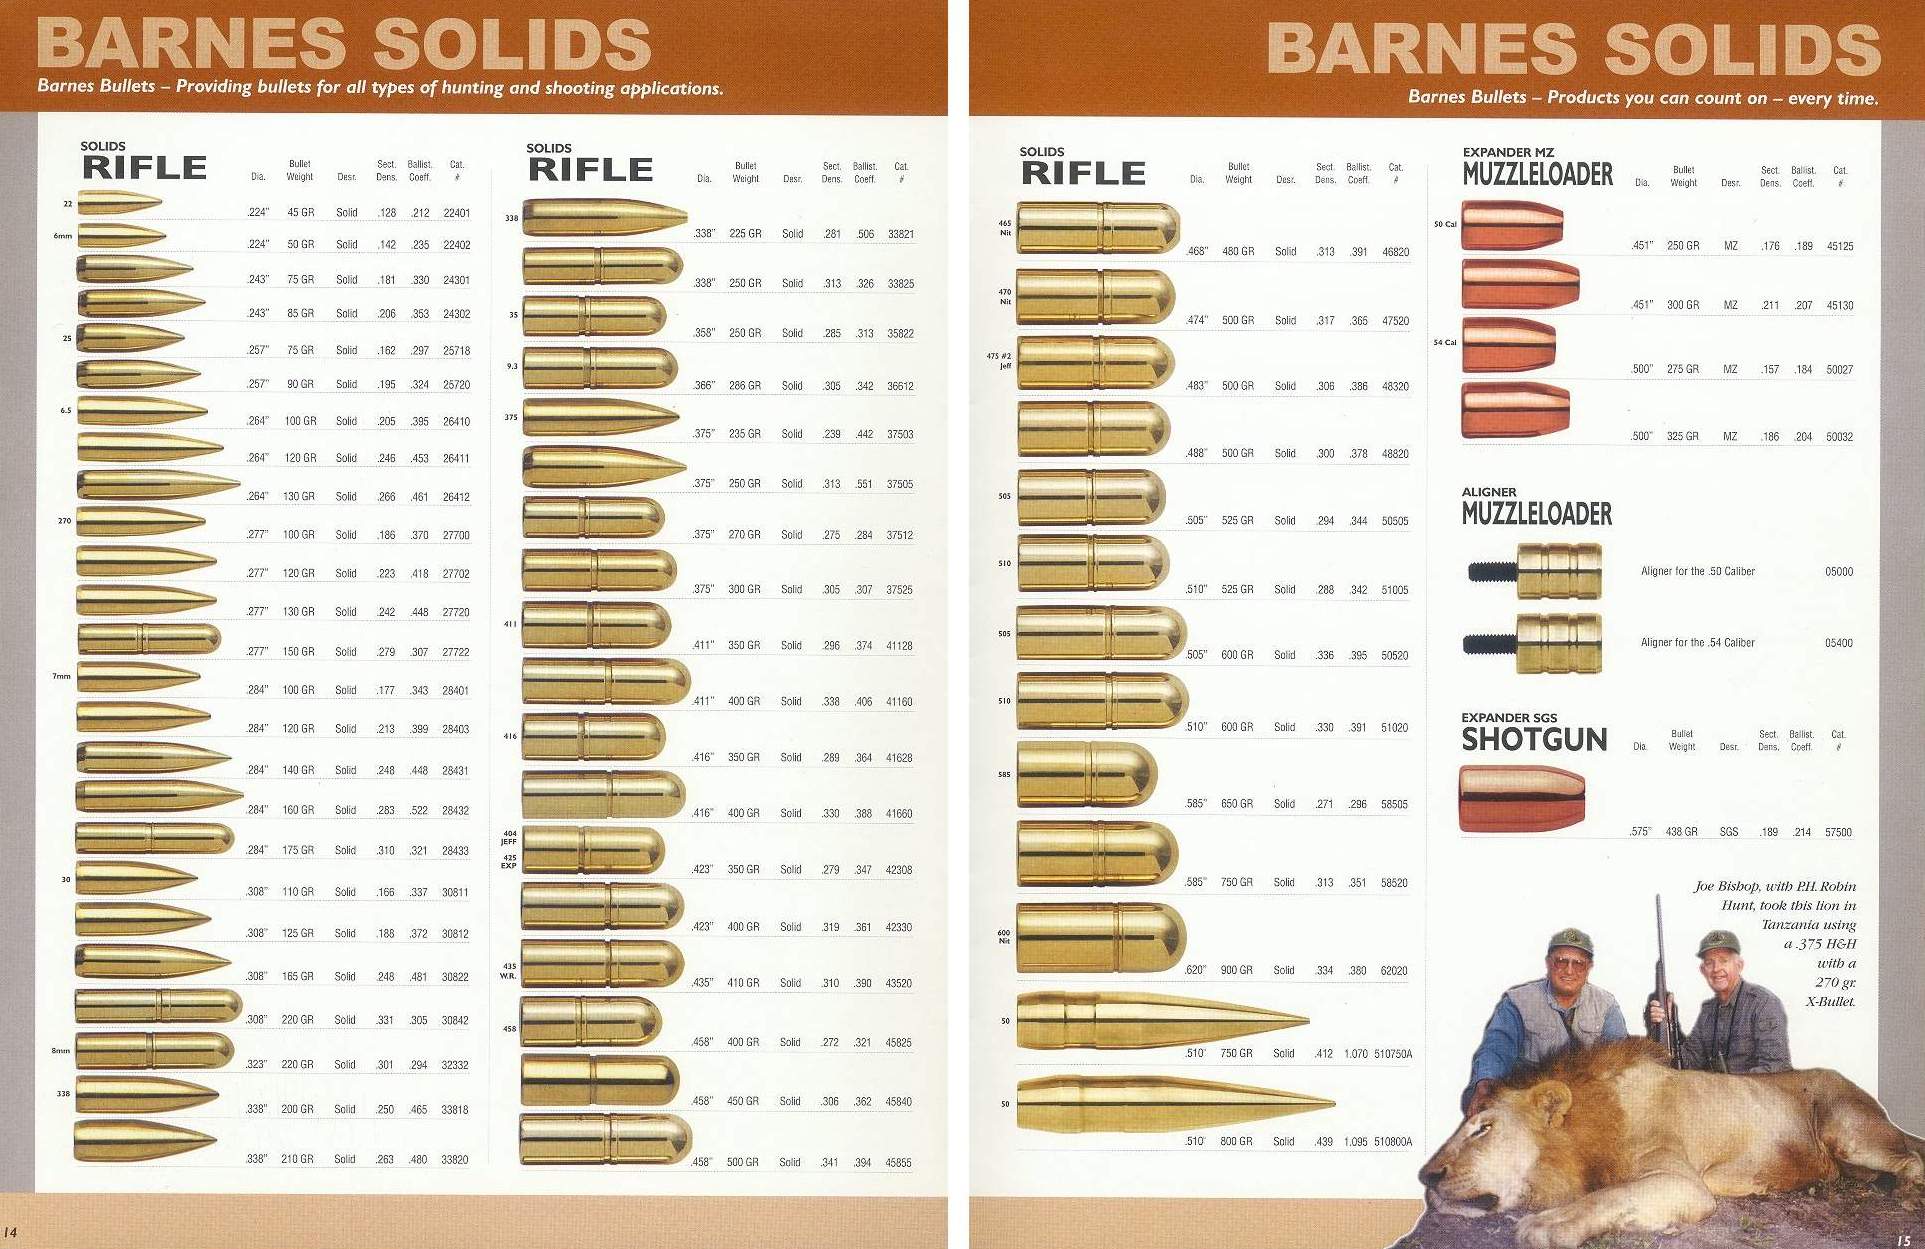 BARNES SOLIDS
Barnes Bullets – Providing bullets for all types of hunting and shooting applications.
SOLIDS
RIFLE
Dia. Bullet Weight Desr. Sect. Dens. Ballist. Coeff. Cat. #
22
.224" 45 GR Solid .128 .212 22401
6mm
.224" 50 GR Solid .142 .235 22402
.243" 75 GR Solid .181 .330 24301
.243" 85 GR Solid .206 .353 24302
25
.257" 75 GR Solid .162 .297 25718
.257" 90 GR Solid .195 .324 25720
6.5
.264" 100 GR Solid .205 .395 26410
.264" 120 GR Solid .246 .453 26411
.264" 130 GR Solid .266 .461 26412
270
.277" 100 GR Solid .186 .370 27700
.277" 120 GR Solid .223 .418 27702
.277" 130 GR Solid .242 .448 27720
.277" 150 GR Solid .279 .307 27722
7mm
.284" 100 GR Solid .177 .343 28401
.284" 120 GR Solid .213 .399 28403
.284" 140 GR Solid .248 .448 28431
.284" 160 GR Solid .283 .522 28432
.284" 175 GR Solid .310 .321 28433
30
.308" 110 GR Solid .166 .337 30811
.308" 125 GR Solid .188 .372 30812
.308" 165 GR Solid .248 .481 30822
.308" 220 GR Solid .331 .305 30842
8mm
.323" 220 GR Solid .301 .294 32332
338
.338" 200 GR Solid .250 .465 33818
.338" 210 GR Solid .263 .480 33820
SOLIDS
RIFLE
Dia. Bullet Weight Desr. Sect. Dens. Ballist. Coeff. Cat. #
338
.338" 225 GR Solid .281 .506 33821
.338" 250 GR Solid .313 .326 33825
35
.358" 250 GR Solid .285 .313 35822
9.3
.366" 286 GR Solid .305 .342 36612
375
.375" 235 GR Solid .239 .442 37503
.375" 250 GR Solid .313 .551 37505
.375" 270 GR Solid .275 .284 37512
.375" 300 GR Solid .305 .307 37525
411
.411" 350 GR Solid .296 .374 41128
.411" 400 GR Solid .338 .406 41160
416
.416" 350 GR Solid .289 .364 41628
.416" 400 GR Solid .330 .388 41660
404
JEFF
425
EXP
.423" 350 GR Solid .279 .347 42308
.423" 400 GR Solid .319 .361 42330
435
W.R.
.435" 410 GR Solid .310 .390 43520
458
.458" 400 GR Solid .272 .321 45825
.458" 450 GR Solid .306 .362 45840
.458" 500 GR Solid .341 .394 45855
14
BARNES SOLIDS
Barnes Bullets – Products you can count on – every time.
SOLIDS
RIFLE
Dia. Bullet Weight Desr. Sect. Dens. Ballist. Coeff. Cat. #
465
Nit
.468" 480 GR Solid .313 .391 46820
470
Nit
.474" 500 GR Solid .317 .365 47520
475 #2
Jeff
.483" 500 GR Solid .306 .386 48320
.488" 500 GR Solid .300 .378 48820
505
.505" 525 GR Solid .294 .344 50505
510
.510" 525 GR Solid .288 .342 51005
505
.505" 600 GR Solid .336 .395 50520
510
.510" 600 GR Solid .330 .391 51020
585
.585" 650 GR Solid .271 .296 58505
.585" 750 GR Solid .313 .351 58520
600
Nit
.620" 900 GR Solid .334 .380 62020
50
.510' 750 GR Solid .412 1.070 510750A
50
.510' 800 GR Solid .439 1.095 510800A
EXPANDER MZ
MUZZLELOADER
Dia. Bullet Weight Desr. Sect. Dens. Ballist. Coeff. Cat. #
50 Cal
.451" 250 GR MZ .176 .189 45125
.451" 300 GR MZ .211 .207 45130
54 Cal
.500" 275 GR MZ .157 .184 50027
.500" 325 GR MZ .186 .204 50032
ALIGNER
MUZZLELOADER
Aligner for the .50 Caliber 05000
Aligner for the .54 Caliber 05400
EXPANDER SGS
SHOTGUN
Dia. Bullet Weight Desr. Sect. Dens. Ballist. Coeff. Cat. #
.575" 438 GR SGS .189 .214 57500
Joe Bishop, with P.H. Robin
Hunt, took this lion in
Tanzania using
a .375 H&H
with a
270 gr.
X-Bullet.
15